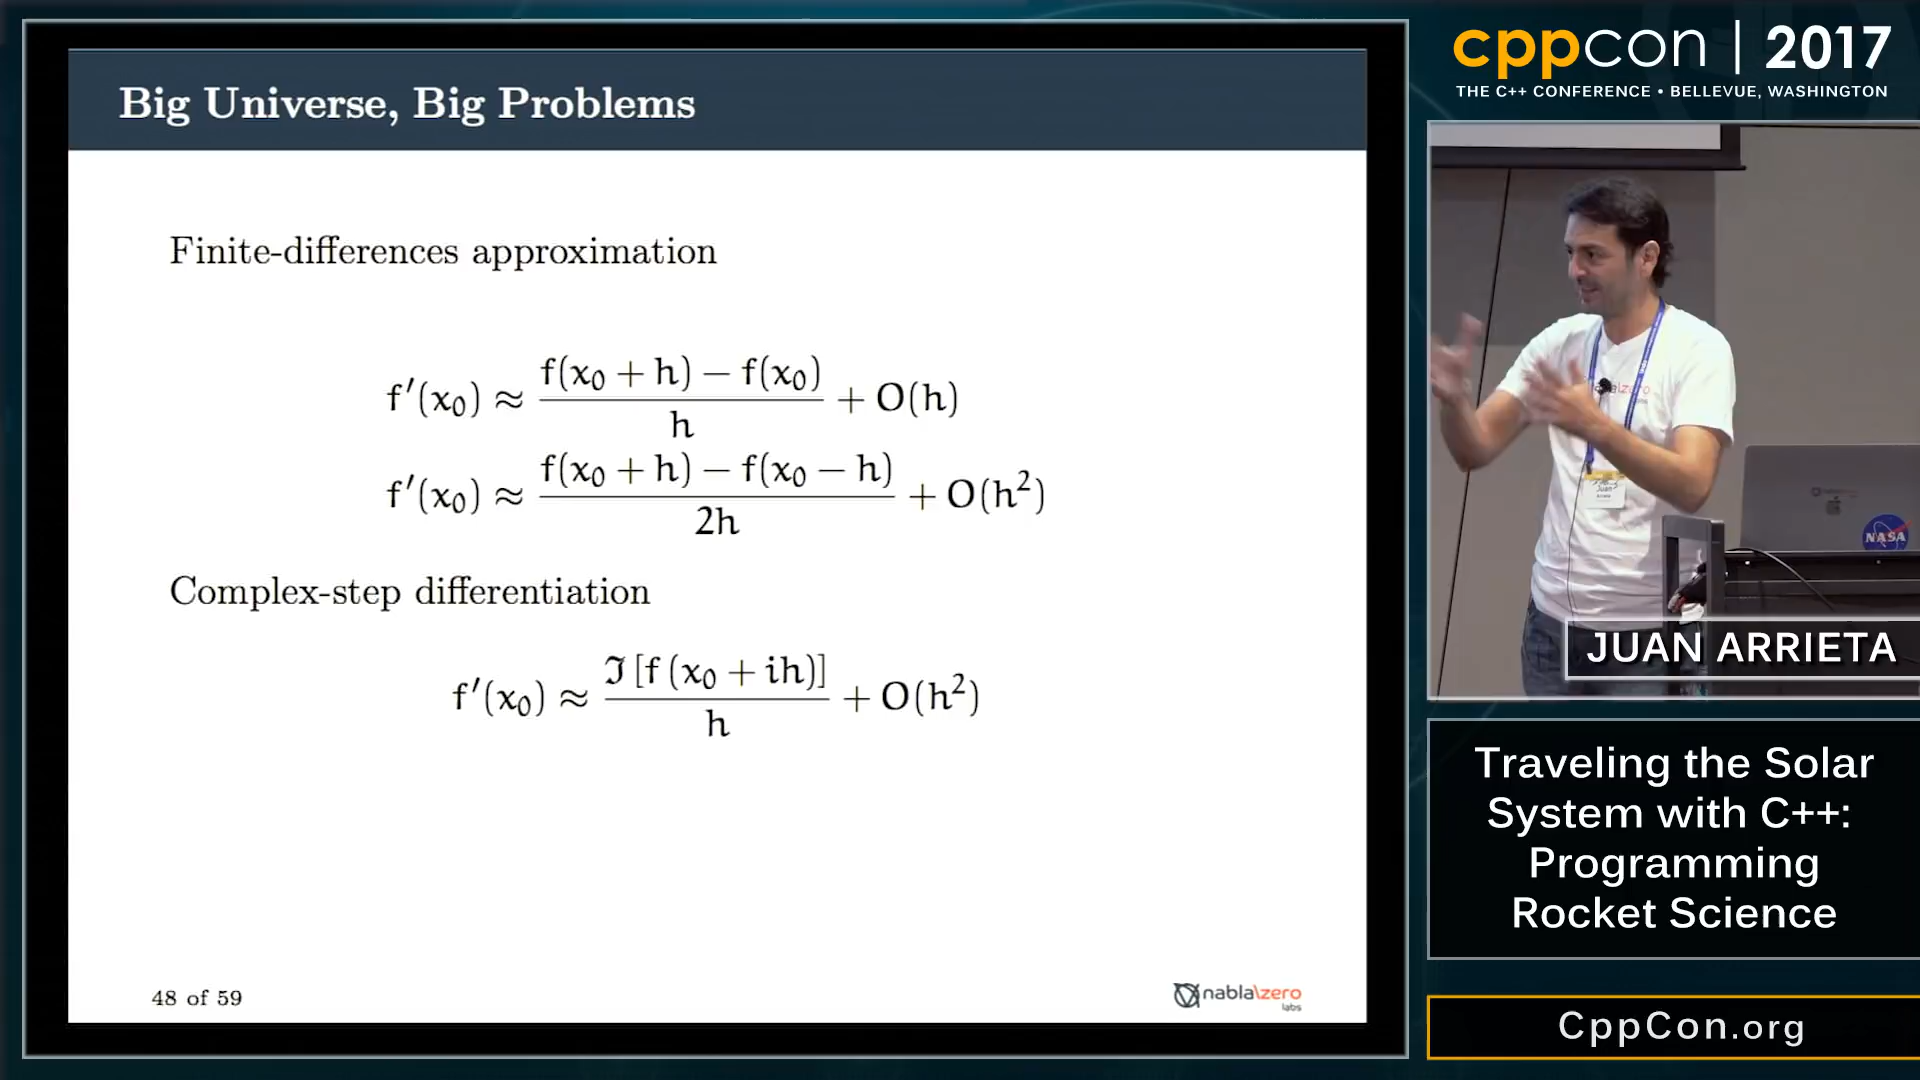 Big Universe, Big Problems
Finite-differences approximation
f′(x₀) ≈ f(x₀ + h) − f(x₀) / h + O(h)
f′(x₀) ≈ f(x₀ + h) − f(x₀ − h) / 2h + O(h²)
Complex-step differentiation
f′(x₀) ≈ ℑ [f (x₀ + ih)] / h + O(h²)
48 of 59
nabla\zero
labs
cppcon | 2017
THE C++ CONFERENCE • BELLEVUE, WASHINGTON
Juan
NASA
JUAN ARRIETA
Traveling the Solar
System with C++:
Programming
Rocket Science
CppCon.org